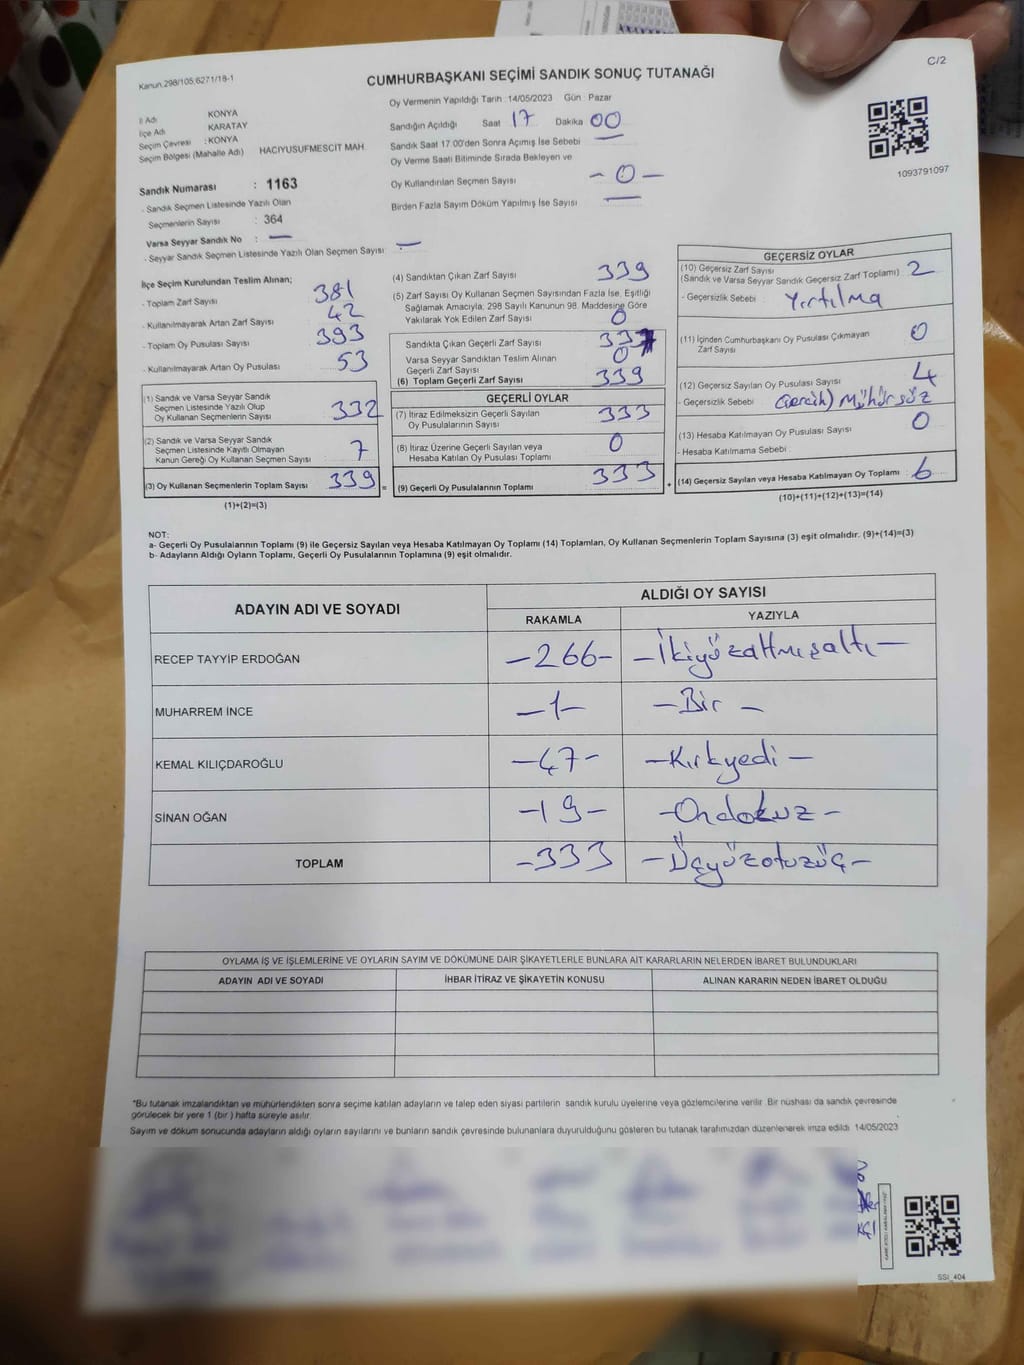 C/2
Kanun.298/105;6271/18-1
CUMHURBAŞKANI SEÇİMİ SANDIK SONUÇ TUTANAĞI
İl Adı KONYA
İlçe Adı KARATAY
Seçim Çevresi : KONYA
Seçim Bölgesi (Mahalle Adı) HACIYUSUFMESCİT MAH.
Sandık Numarası : 1163
- Sandık Seçmen Listesinde Yazılı Olan
Seçmenlerin Sayısı : 364
Varsa Seyyar Sandık No : —
- Seyyar Sandık Seçmen Listesinde Yazılı Olan Seçmen Sayısı : —
Oy Vermenin Yapıldığı Tarih : 14/05/2023 Gün : Pazar
Sandığın Açıldığı Saat 17 Dakika 00
Sandık Saat 17.00'den Sonra Açılmış İse Sebebi —
Oy Verme Saati Bitiminde Sırada Bekleyen ve
Oy Kullandırılan Seçmen Sayısı - 0 -
Birden Fazla Sayım Döküm Yapılmış İse Sayısı —
1093791097
İlçe Seçim Kurulundan Teslim Alınan;
- Toplam Zarf Sayısı 381
- Kullanılmayarak Artan Zarf Sayısı 42
- Toplam Oy Pusulası Sayısı 393
- Kullanılmayarak Artan Oy Pusulası 53
(1) Sandık ve Varsa Seyyar Sandık
Seçmen Listesinde Yazılı Olup
Oy Kullanan Seçmenlerin Sayısı 332
(2) Sandık ve Varsa Seyyar Sandık
Seçmen Listesinde Kayıtlı Olmayan
Kanun Gereği Oy Kullanan Seçmen Sayısı 7
(3) Oy Kullanan Seçmenlerin Toplam Sayısı 339 =
(1)+(2)=(3)
(4) Sandıktan Çıkan Zarf Sayısı 339
(5) Zarf Sayısı Oy Kullanan Seçmen Sayısından Fazla İse, Eşitliği
Sağlamak Amacıyla, 298 Sayılı Kanunun 98. Maddesine Göre
Yakılarak Yok Edilen Zarf Sayısı 0
Sandıkta Çıkan Geçerli Zarf Sayısı 337
Varsa Seyyar Sandıktan Teslim Alınan
Geçerli Zarf Sayısı 0
(6) Toplam Geçerli Zarf Sayısı 339
GEÇERLİ OYLAR
(7) İtiraz Edilmeksizin Geçerli Sayılan
Oy Pusulalarının Sayısı 333
(8) İtiraz Üzerine Geçerli Sayılan veya
Hesaba Katılan Oy Pusulası Toplamı 0
(9) Geçerli Oy Pusulalarının Toplamı 333 +
GEÇERSİZ OYLAR
(10) Geçersiz Zarf Sayısı
(Sandık ve Varsa Seyyar Sandık Geçersiz Zarf Toplamı) 2
- Geçersizlik Sebebi : Yırtılma
(11) İçinden Cumhurbaşkanı Oy Pusulası Çıkmayan
Zarf Sayısı 0
(12) Geçersiz Sayılan Oy Pusulası Sayısı 4
- Geçersizlik Sebebi : (tercih) Mühürsüz
(13) Hesaba Katılmayan Oy Pusulası Sayısı 0
- Hesaba Katılmama Sebebi :
(14) Geçersiz Sayılan veya Hesaba Katılmayan Oy Toplamı : 6
(10)+(11)+(12)+(13)=(14)
NOT:
a- Geçerli Oy Pusulalarının Toplamı (9) ile Geçersiz Sayılan veya Hesaba Katılmayan Oy Toplamı (14) Toplamları, Oy Kullanan Seçmenlerin Toplam Sayısına (3) eşit olmalıdır. (9)+(14)=(3)
b- Adayların Aldığı Oyların Toplamı, Geçerli Oy Pusulalarının Toplamına (9) eşit olmalıdır.
ADAYIN ADI VE SOYADI ALDIĞI OY SAYISI
RAKAMLA YAZIYLA
RECEP TAYYİP ERDOĞAN -266- -İkiyüzaltmışaltı-
MUHARREM İNCE -1- -Bir-
KEMAL KILIÇDAROĞLU -47- -Kırkyedi-
SİNAN OĞAN -19- -Ondokuz-
TOPLAM -333 -Üçyüzotuzüç-
OYLAMA İŞ VE İŞLEMLERİNE VE OYLARIN SAYIM VE DÖKÜMÜNE DAİR ŞİKAYETLERLE BUNLARA AİT KARARLARIN NELERDEN İBARET BULUNDUKLARI
ADAYIN ADI VE SOYADI İHBAR İTİRAZ VE ŞİKAYETİN KONUSU ALINAN KARARIN NEDEN İBARET OLDUĞU
*Bu tutanak imzalandıktan ve mühürlendikten sonra seçime katılan adayların ve talep eden siyasi partilerin sandık kurulu üyelerine veya gözlemcilerine verilir. Bir nüshası da sandık çevresinde
görülecek bir yere 1 (bir ) hafta süreyle asılır.
Sayım ve döküm sonucunda adayların aldığı oyların sayılarını ve bunların sandık çevresinde bulunanlara duyurulduğunu gösteren bu tutanak tarafımızdan düzenlenerek imza edildi. 14/05/2023
SSI_404